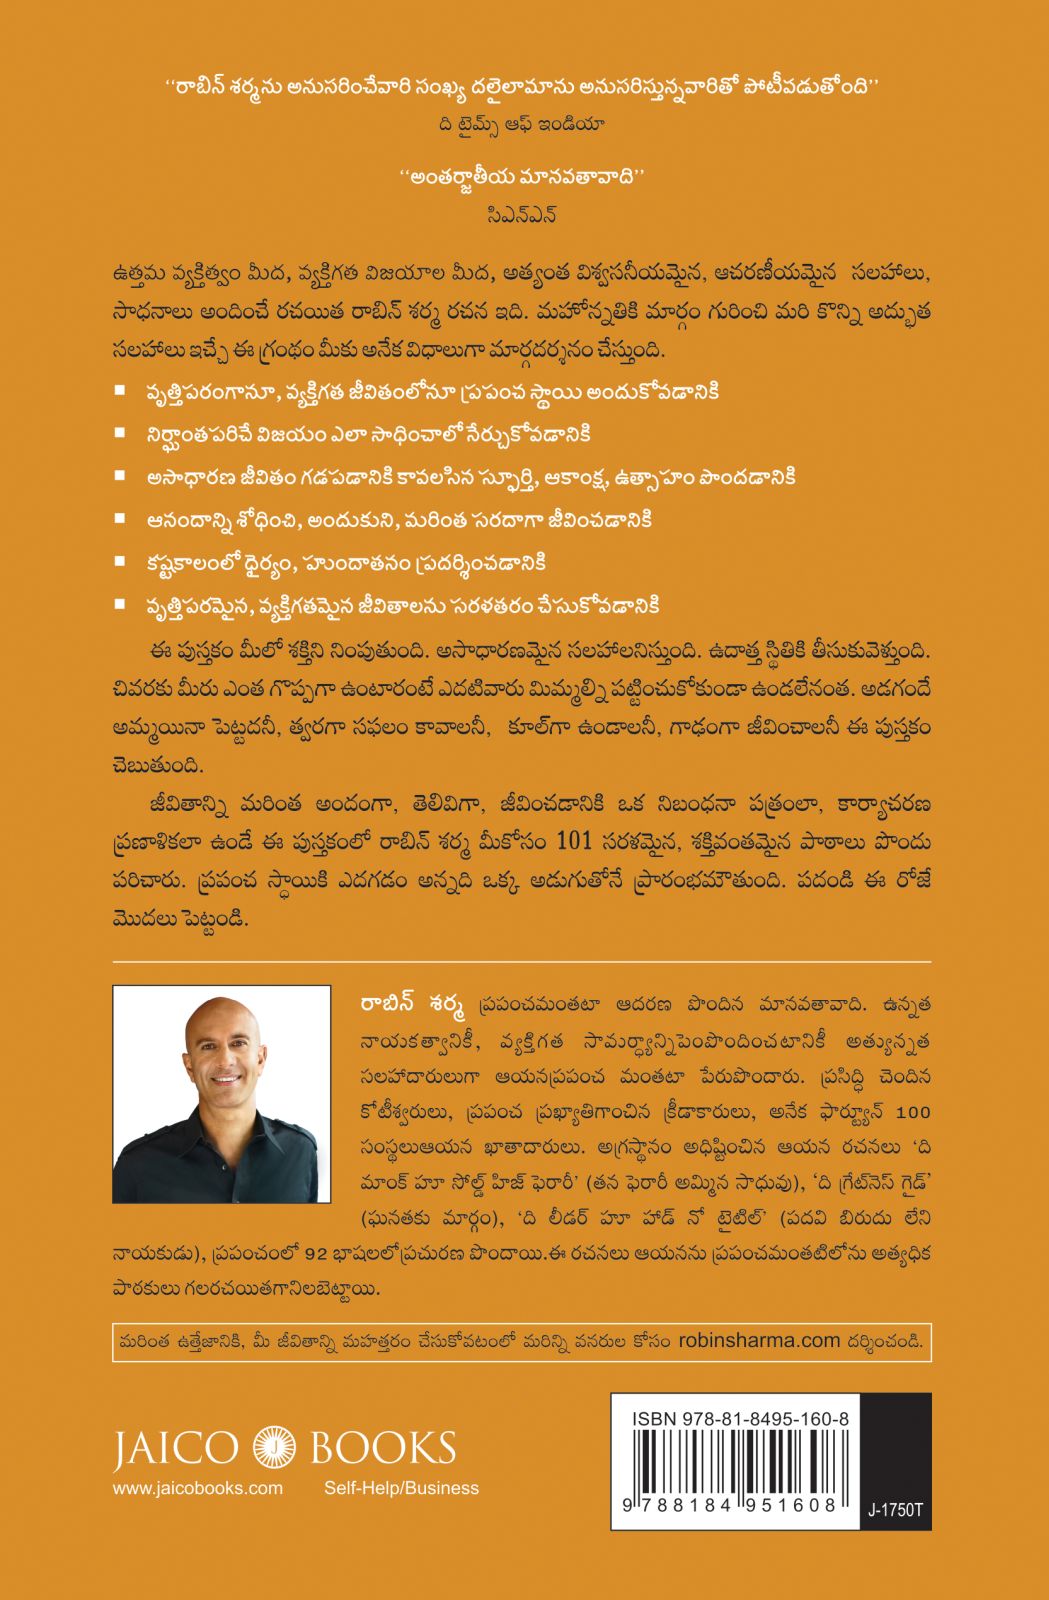 ‘‘రాబిన్ శర్మను అనుసరించేవారి సంఖ్య దలైలామాను అనుసరిస్తున్నవారితో పోటీపడుతోంది’’
ది టైమ్స్ ఆఫ్ ఇండియా
‘‘అంతర్జాతీయ మానవతావాది’’
సిఎన్ఎన్
ఉత్తమ వ్యక్తిత్వం మీద, వ్యక్తిగత విజయాల మీద, అత్యంత విశ్వసనీయమైన, ఆచరణీయమైన సలహాలు,
సాధనాలు అందించే రచయిత రాబిన్ శర్మ రచన ఇది. మహోన్నతికి మార్గం గురించి మరి కొన్ని అద్భుత
సలహాలు ఇచ్చే ఈ గ్రంథం మీకు అనేక విధాలుగా మార్గదర్శనం చేస్తుంది.
▪ వృత్తిపరంగానూ, వ్యక్తిగత జీవితంలోనూ ప్రపంచ స్థాయి అందుకోవడానికి
▪ నిర్ఘాంతపరిచే విజయం ఎలా సాధించాలో నేర్చుకోవడానికి
▪ అసాధారణ జీవితం గడపడానికి కావలసిన స్ఫూర్తి, ఆకాంక్ష, ఉత్సాహం పొందడానికి
▪ ఆనందాన్ని శోధించి, అందుకుని, మరింత సరదాగా జీవించడానికి
▪ కష్టకాలంలో ధైర్యం, హుందాతనం ప్రదర్శించడానికి
▪ వృత్తిపరమైన, వ్యక్తిగతమైన జీవితాలను సరళతరం చేసుకోవడానికి
ఈ పుస్తకం మీలో శక్తిని నింపుతుంది. అసాధారణమైన సలహాలనిస్తుంది. ఉదాత్త స్థితికి తీసుకువెళ్తుంది.
చివరకు మీరు ఎంత గొప్పగా ఉంటారంటే ఎదటివారు మిమ్మల్ని పట్టించుకోకుండా ఉండలేనంత. అడగందే
అమ్మయినా పెట్టదనీ, త్వరగా సఫలం కావాలనీ, కూల్‌గా ఉండాలనీ, గాఢంగా జీవించాలనీ ఈ పుస్తకం
చెబుతుంది.
జీవితాన్ని మరింత అందంగా, తెలివిగా, జీవించడానికి ఒక నిబంధనా పత్రంలా, కార్యాచరణ
ప్రణాళికలా ఉండే ఈ పుస్తకంలో రాబిన్ శర్మ మీకోసం 101 సరళమైన, శక్తివంతమైన పాఠాలు పొందు
పరిచారు. ప్రపంచ స్థాయికి ఎదగడం అన్నది ఒక్క అడుగుతోనే ప్రారంభమౌతుంది. పదండి ఈ రోజే
మొదలు పెట్టండి.
రాబిన్ శర్మ ప్రపంచమంతటా ఆదరణ పొందిన మానవతావాది. ఉన్నత
నాయకత్వానికీ, వ్యక్తిగత సామర్థ్యాన్నిపెంపొందించటానికీ అత్యున్నత
సలహాదారులుగా ఆయనప్రపంచ మంతటా పేరుపొందారు. ప్రసిద్ధి చెందిన
కోటీశ్వరులు, ప్రపంచ ప్రఖ్యాతిగాంచిన క్రీడాకారులు, అనేక ఫార్చ్యూన్ 100
సంస్థలుఆయన ఖాతాదారులు. అగ్రస్థానం అధిష్టించిన ఆయన రచనలు ‘ది
మాంక్ హూ సోల్డ్ హిజ్ ఫెరారీ’ (తన ఫెరారీ అమ్మిన సాధువు), ‘ది గ్రేట్‌నెస్ గైడ్’
(ఘనతకు మార్గం), ‘ది లీడర్ హూ హాడ్ నో టైటిల్’ (పదవి బిరుదు లేని
నాయకుడు), ప్రపంచంలో 92 భాషలలోప్రచురణ పొందాయి.ఈ రచనలు ఆయనను ప్రపంచమంతటిలోను అత్యధిక
పాఠకులు గలరచయితగానిలబెట్టాయి.
మరింత ఉత్తేజానికి, మీ జీవితాన్ని మహత్తరం చేసుకోవటంలో మరిన్ని వనరుల కోసం robinsharma.com దర్శించండి.
JAICO J BOOKS
www.jaicobooks.com Self-Help/Business
ISBN 978-81-8495-160-8
9 788184 951608
J-1750T